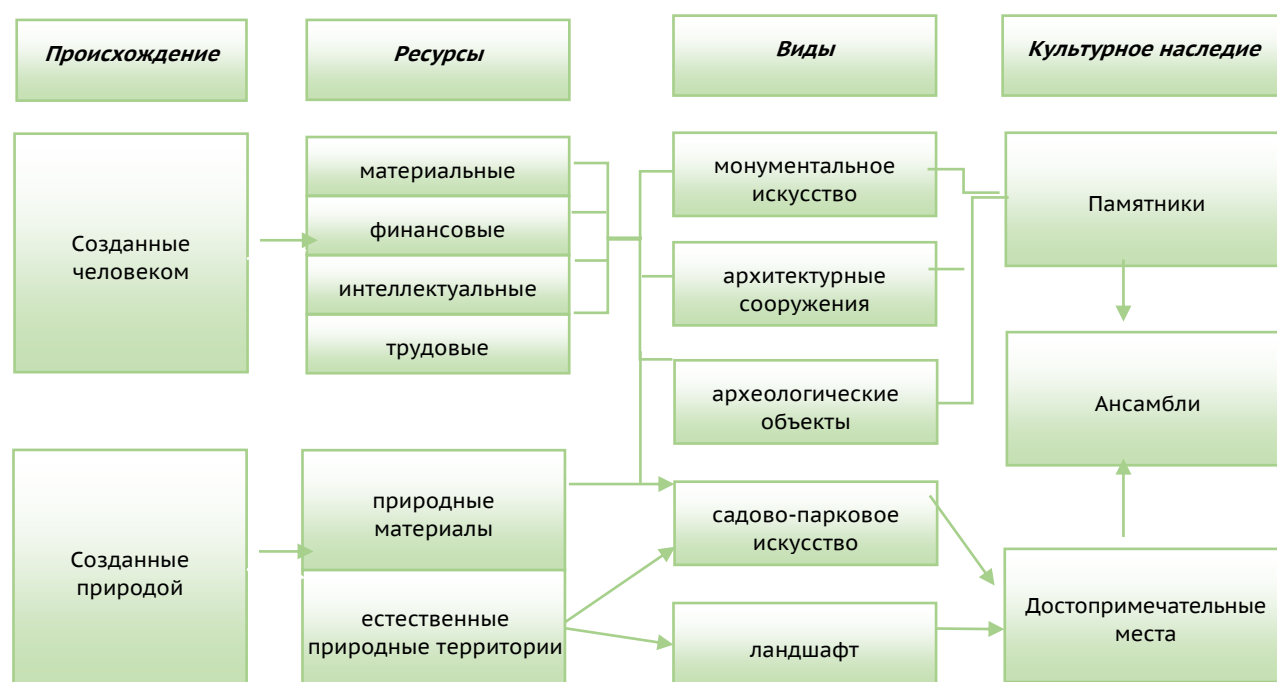 Происхождение
Ресурсы
Виды
Культурное наследие
Созданные
человеком
материальные
финансовые
интеллектуальные
трудовые
монументальное
искусство
архитектурные
сооружения
археологические
объекты
Памятники
Ансамбли
Созданные
природой
природные
материалы
естественные
природные территории
садово-парковое
искусство
ландшафт
Достопримечательные
места